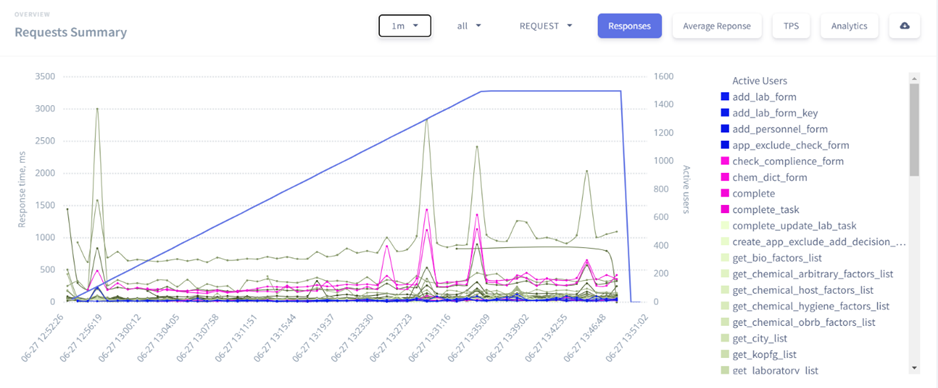 OVERVIEW
Requests Summary
1m
all
REQUEST
Responses
Average Reponse
TPS
Analytics
3500
3000
2500
2000
1500
1000
500
0
Response time, ms
1600
1400
1200
1000
800
600
400
200
0
Active users
06-27 12:52:26
06-27 12:56:19
06-27 13:00:12
06-27 13:04:05
06-27 13:07:58
06-27 13:11:51
06-27 13:15:44
06-27 13:19:37
06-27 13:23:30
06-27 13:27:23
06-27 13:31:16
06-27 13:35:09
06-27 13:39:02
06-27 13:42:55
06-27 13:46:48
06-27 13:51:02
Active Users
add_lab_form
add_lab_form_key
add_personnel_form
app_exclude_check_form
check_complience_form
chem_dict_form
complete
complete_task
complete_update_lab_task
create_app_exclude_add_decision_...
get_bio_factors_list
get_chemical_arbitrary_factors_list
get_chemical_host_factors_list
get_chemical_hygiene_factors_list
get_chemical_obrb_factors_list
get_city_list
get_kopfg_list
get_laboratory_list